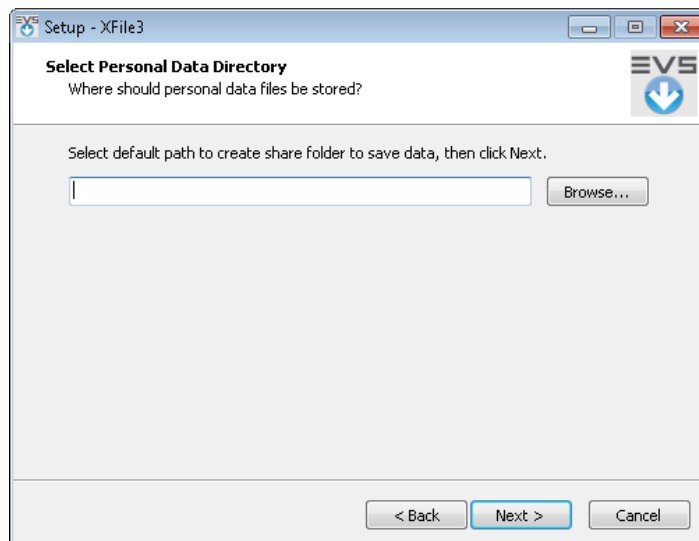 EVS Setup - XFile3
Select Personal Data Directory
Where should personal data files be stored?
EVS
Select default path to create share folder to save data, then click Next.
Browse...
< Back Next > Cancel